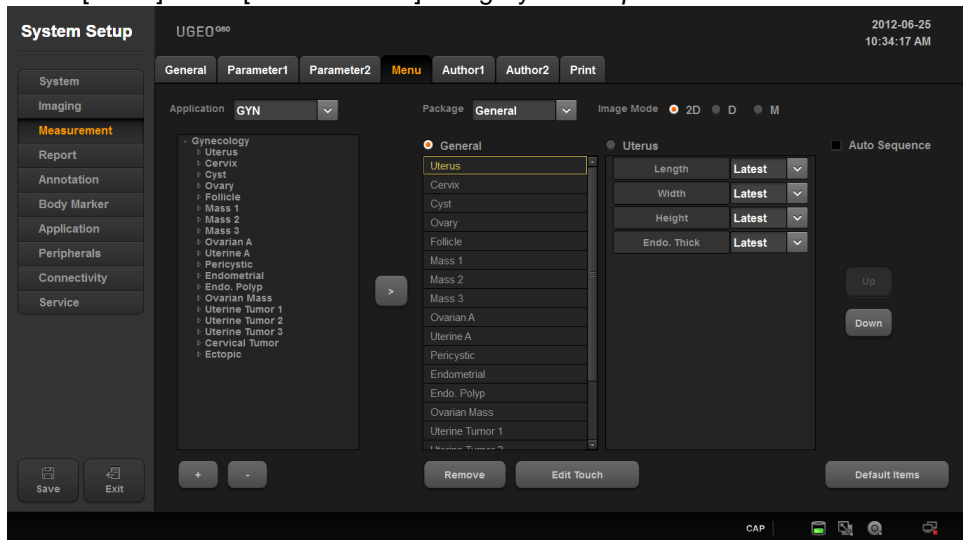 System Setup
UGEO G60
2012-06-25
10:34:17 AM
General Parameter1 Parameter2 Menu Author1 Author2 Print
System
Imaging
Measurement
Report
Annotation
Body Marker
Application
Peripherals
Connectivity
Service
Save
Exit
Application GYN
Package General
Image Mode 2D D M
Gynecology
Uterus
Cervix
Cyst
Ovary
Follicle
Mass 1
Mass 2
Mass 3
Ovarian A
Uterine A
Pericystic
Endometrial
Endo. Polyp
Ovarian Mass
Uterine Tumor 1
Uterine Tumor 2
Uterine Tumor 3
Cervical Tumor
Ectopic
>
+
-
General
Uterus
Cervix
Cyst
Ovary
Follicle
Mass 1
Mass 2
Mass 3
Ovarian A
Uterine A
Pericystic
Endometrial
Endo. Polyp
Ovarian Mass
Uterine Tumor 1
Uterine Tumor 2
Remove
Edit Touch
Uterus
Length Latest
Width Latest
Height Latest
Endo. Thick Latest
Auto Sequence
Up
Down
Default Items
CAP